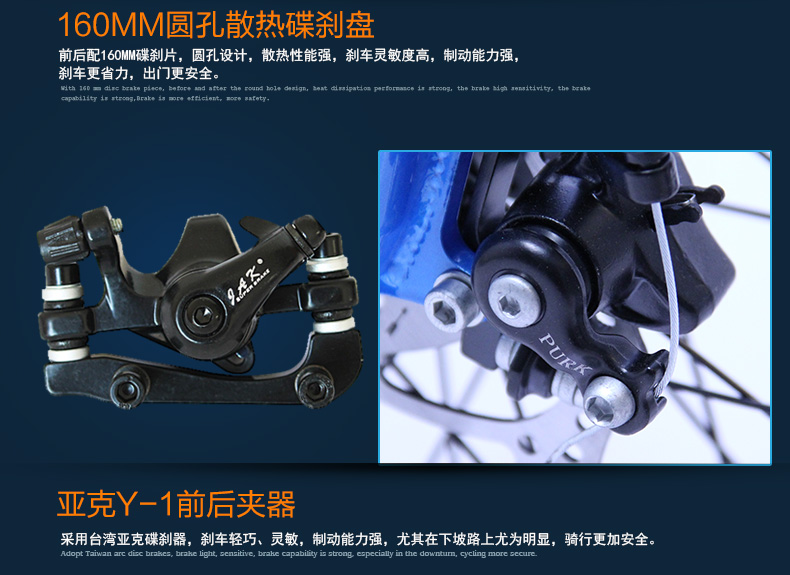 160MM圆孔散热碟刹盘
前后配160MM碟刹片，圆孔设计，散热性能强，刹车灵敏度高，制动能力强，
刹车更省力，出门更安全。
With 160 mm disc brake piece, before and after the round hole design, heat dissipation performance is strong, the brake high sensitivity, the brake
capability is strong,Brake is more efficient, more safety.
J.A.K
SUPER BRAKE
PURK
亚克Y-1前后夹器
采用台湾亚克碟刹器，刹车轻巧、灵敏，制动能力强，尤其在下坡路上尤为明显，骑行更加安全。
Adopt Taiwan arc disc brakes, brake light, sensitive, brake capability is strong, especially in the downturn, cycling more secure.